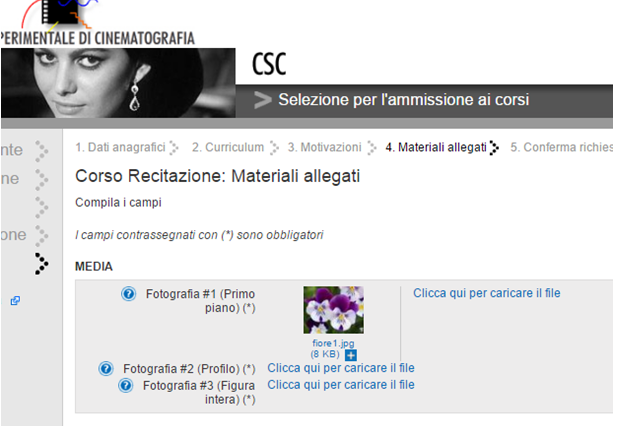 PERIMENTALE DI CINEMATOGRAFIA
CSC
Selezione per l'ammissione ai corsi
nte
ne
one
1. Dati anagrafici 2. Curriculum 3. Motivazioni 4. Materiali allegati 5. Conferma richies
Corso Recitazione: Materiali allegati
Compila i campi
I campi contrassegnati con (*) sono obbligatori
MEDIA
? Fotografia #1 (Primo piano) (*)
Clicca qui per caricare il file
fiore1.jpg
(8 KB) +
? Fotografia #2 (Profilo) (*) Clicca qui per caricare il file
? Fotografia #3 (Figura intera) (*) Clicca qui per caricare il file